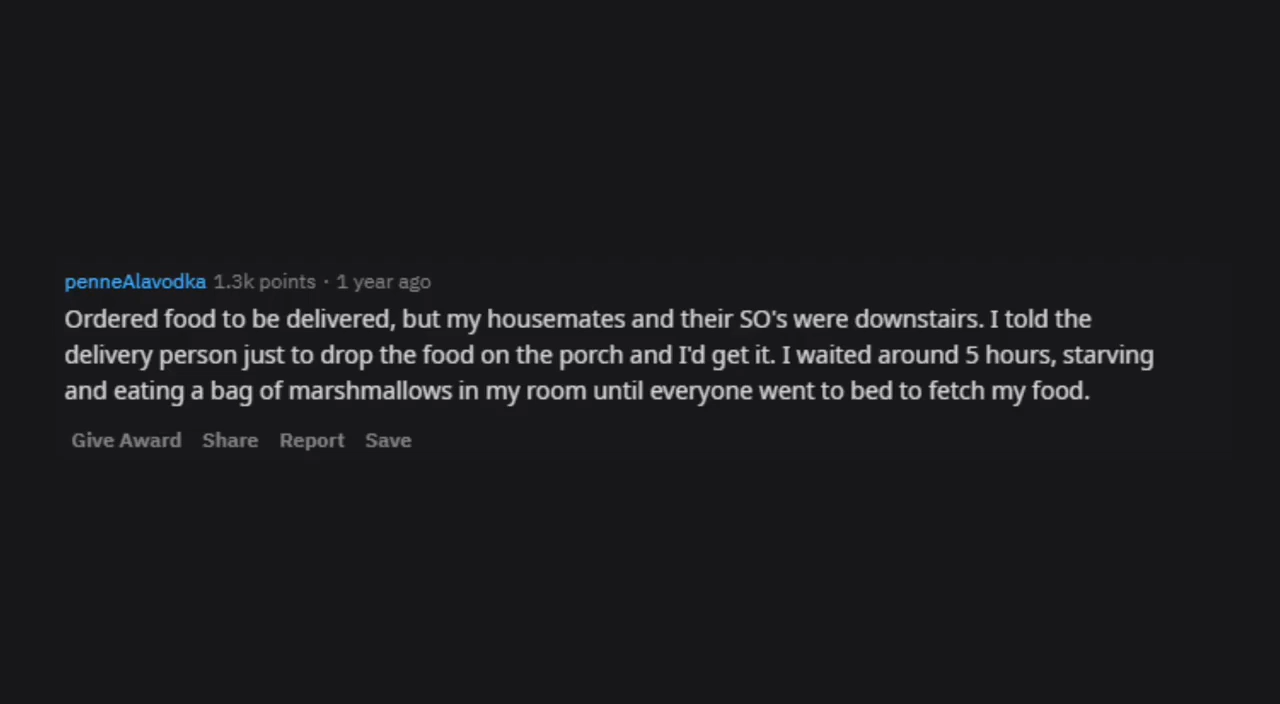 penneAlavodka 1.3k points · 1 year ago
Ordered food to be delivered, but my housemates and their SO's were downstairs. I told the
delivery person just to drop the food on the porch and I'd get it. I waited around 5 hours, starving
and eating a bag of marshmallows in my room until everyone went to bed to fetch my food.
Give Award Share Report Save